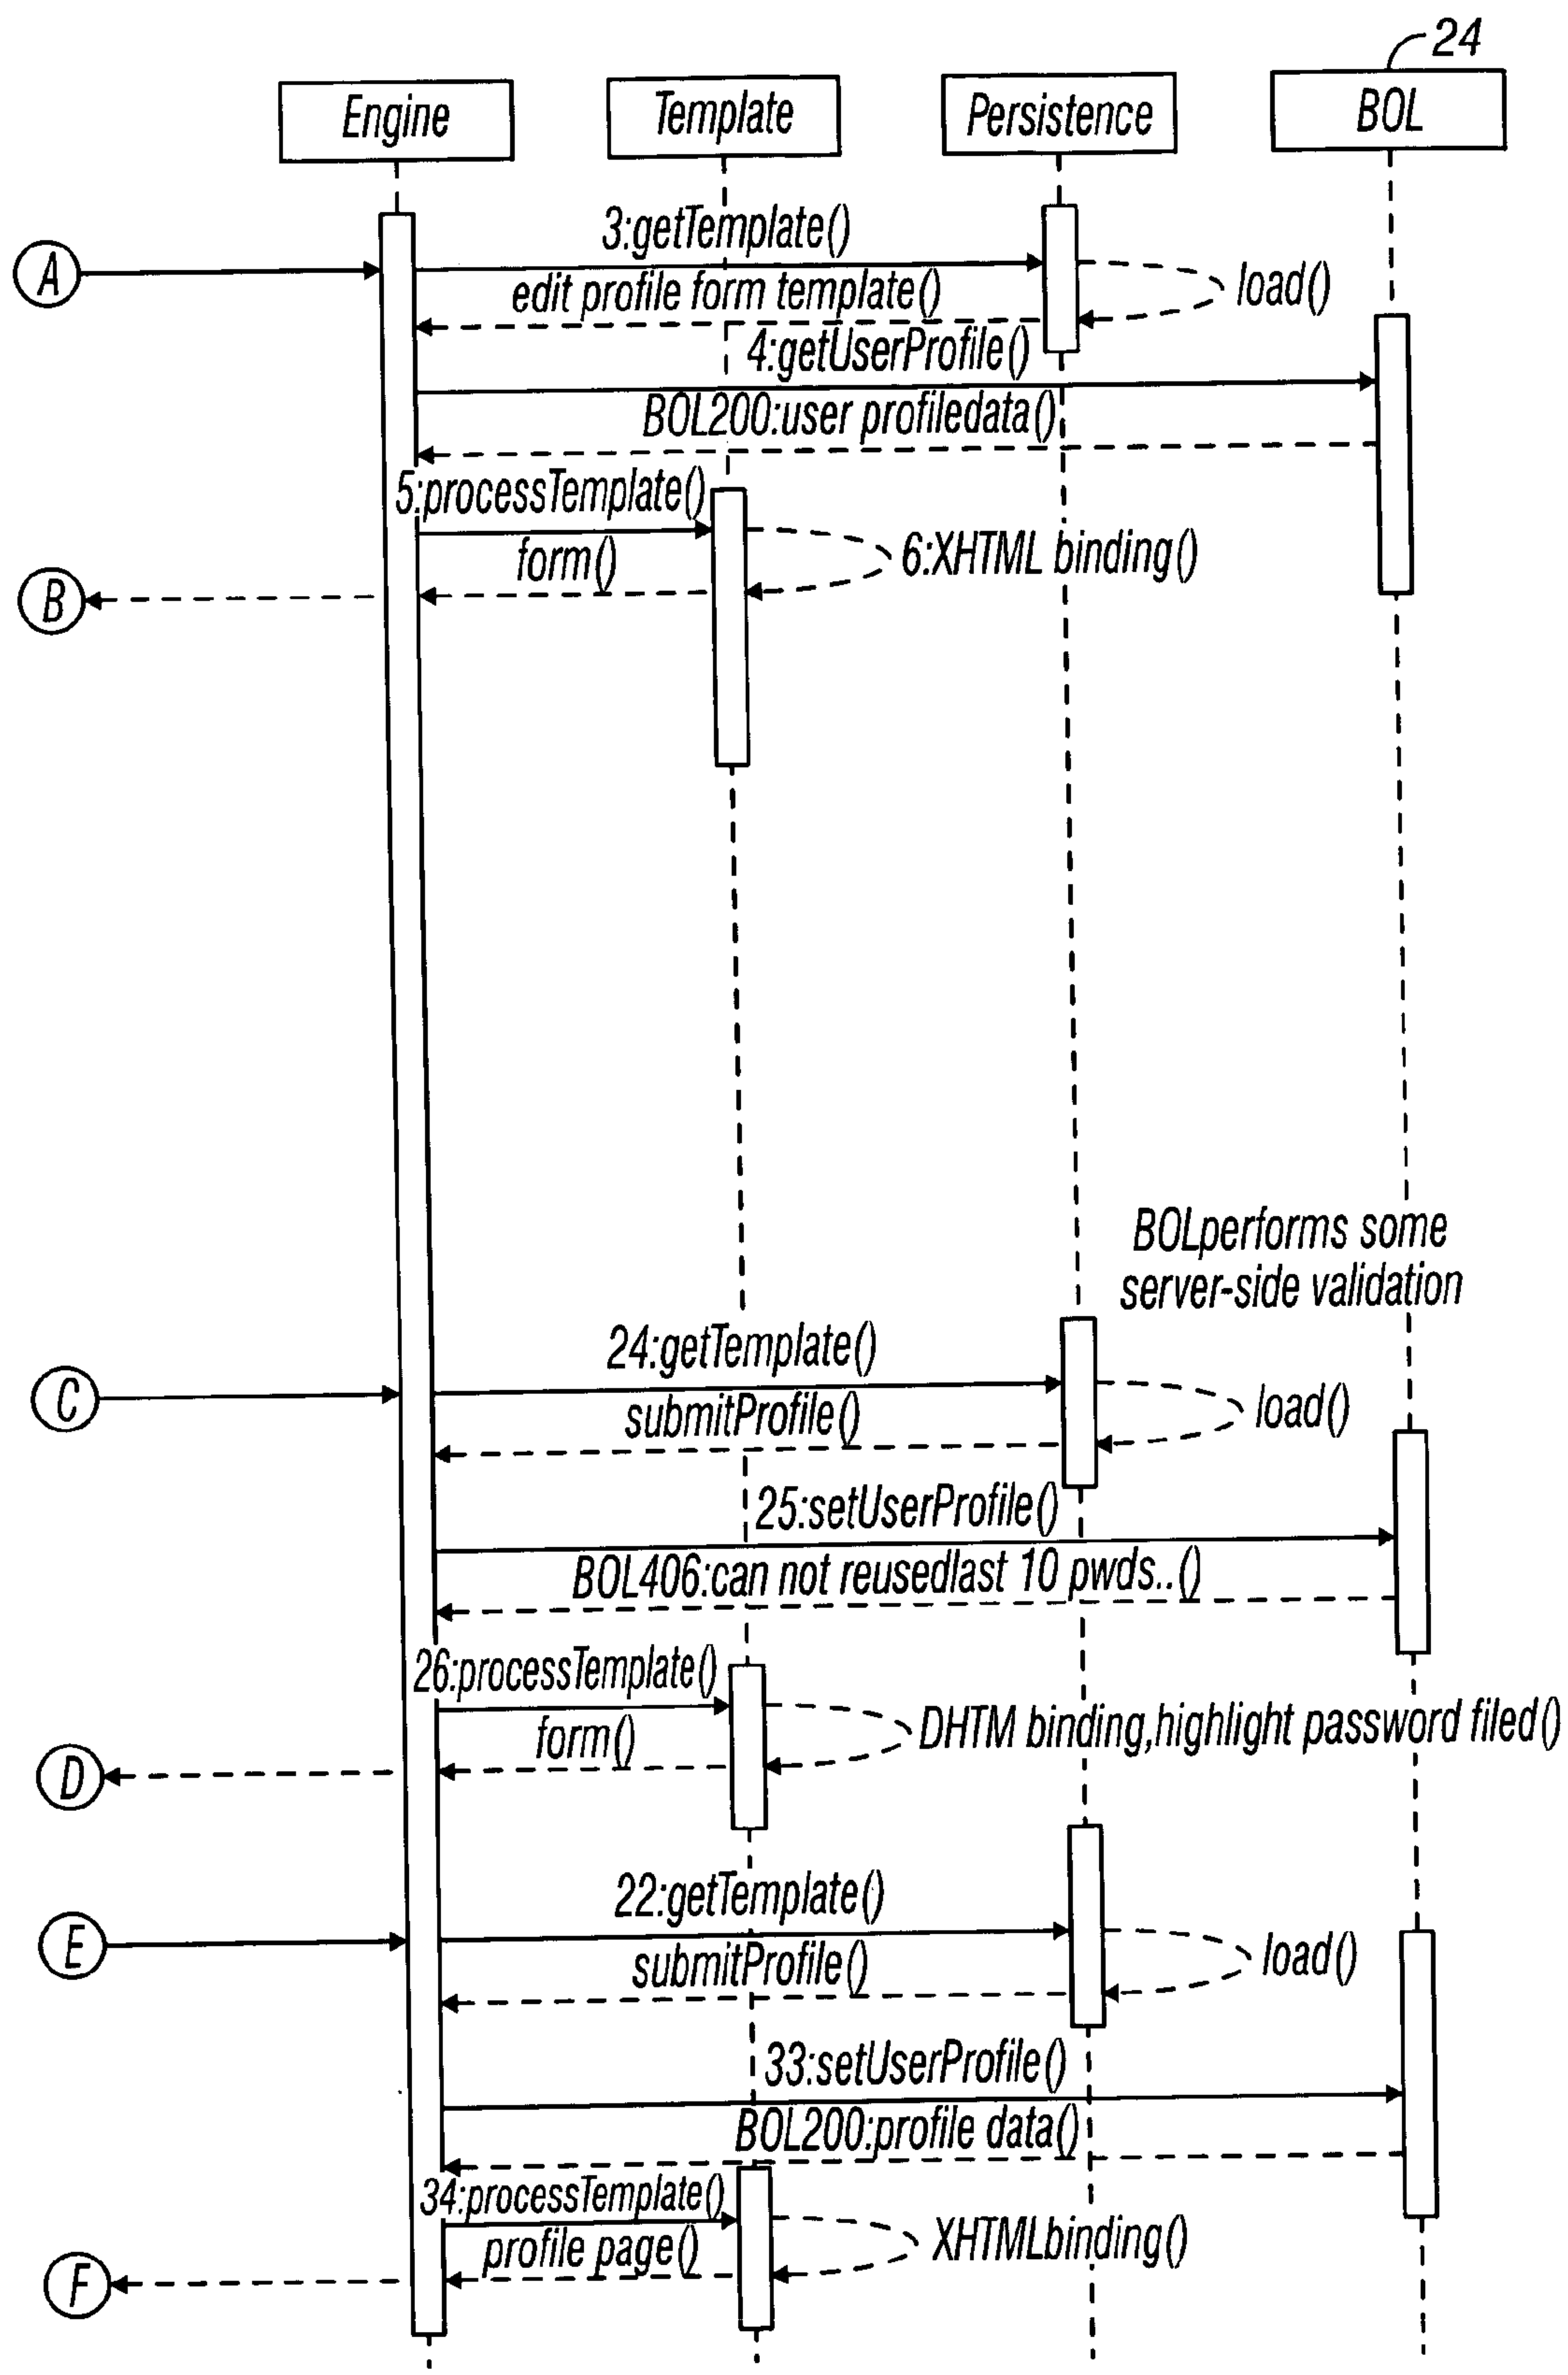 24
Engine
Template
Persistence
BOL
A
3:getTemplate()
edit profile form template()
load()
4:getUserProfile()
BOL200:user profiledata()
5:processTemplate()
form()
6:XHTML binding()
B
BOLperforms some
server-side validation
C
24:getTemplate()
submitProfile()
load()
25:setUserProfile()
BOL406:can not reusedlast 10 pwds..()
26:processTemplate()
form()
DHTM binding,highlight password filed()
D
E
22:getTemplate()
submitProfile()
load()
33:setUserProfile()
BOL200:profile data()
34:processTemplate()
profile page()
XHTMLbinding()
F